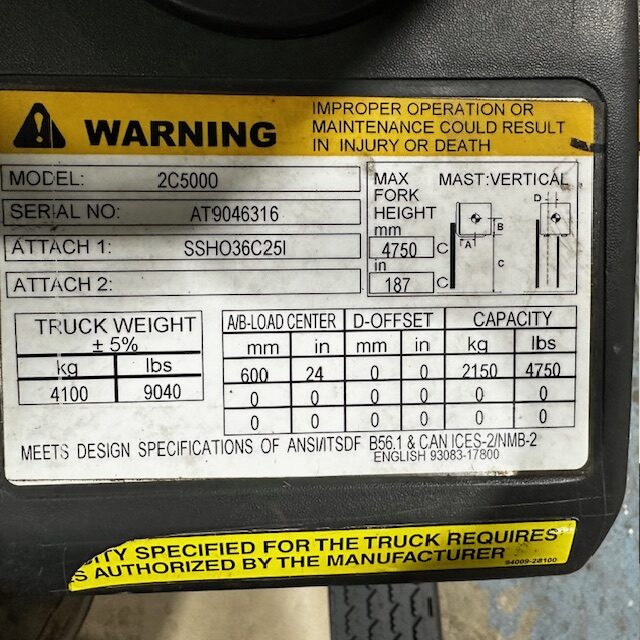 WARNING
IMPROPER OPERATION OR
MAINTENANCE COULD RESULT
IN INJURY OR DEATH
MODEL: 2C5000
SERIAL NO: AT9046316
ATTACH 1: SSHO36C25I
ATTACH 2:
MAX
FORK
HEIGHT
mm
4750 C
in
187 C
MAST:VERTICAL
D
B
A
C
TRUCK WEIGHT
± 5%
kg lbs
4100 9040
A/B-LOAD CENTER D-OFFSET CAPACITY
mm in mm in kg lbs
600 24 0 0 2150 4750
0 0 0 0 0 0
0 0 0 0 0 0
MEETS DESIGN SPECIFICATIONS OF ANSI/ITSDF B56.1 & CAN ICES-2/NMB-2
ENGLISH 93083-17800
SPECIFIED FOR THE TRUCK REQUIRES
AUTHORIZED BY THE MANUFACTURER
94009-28100